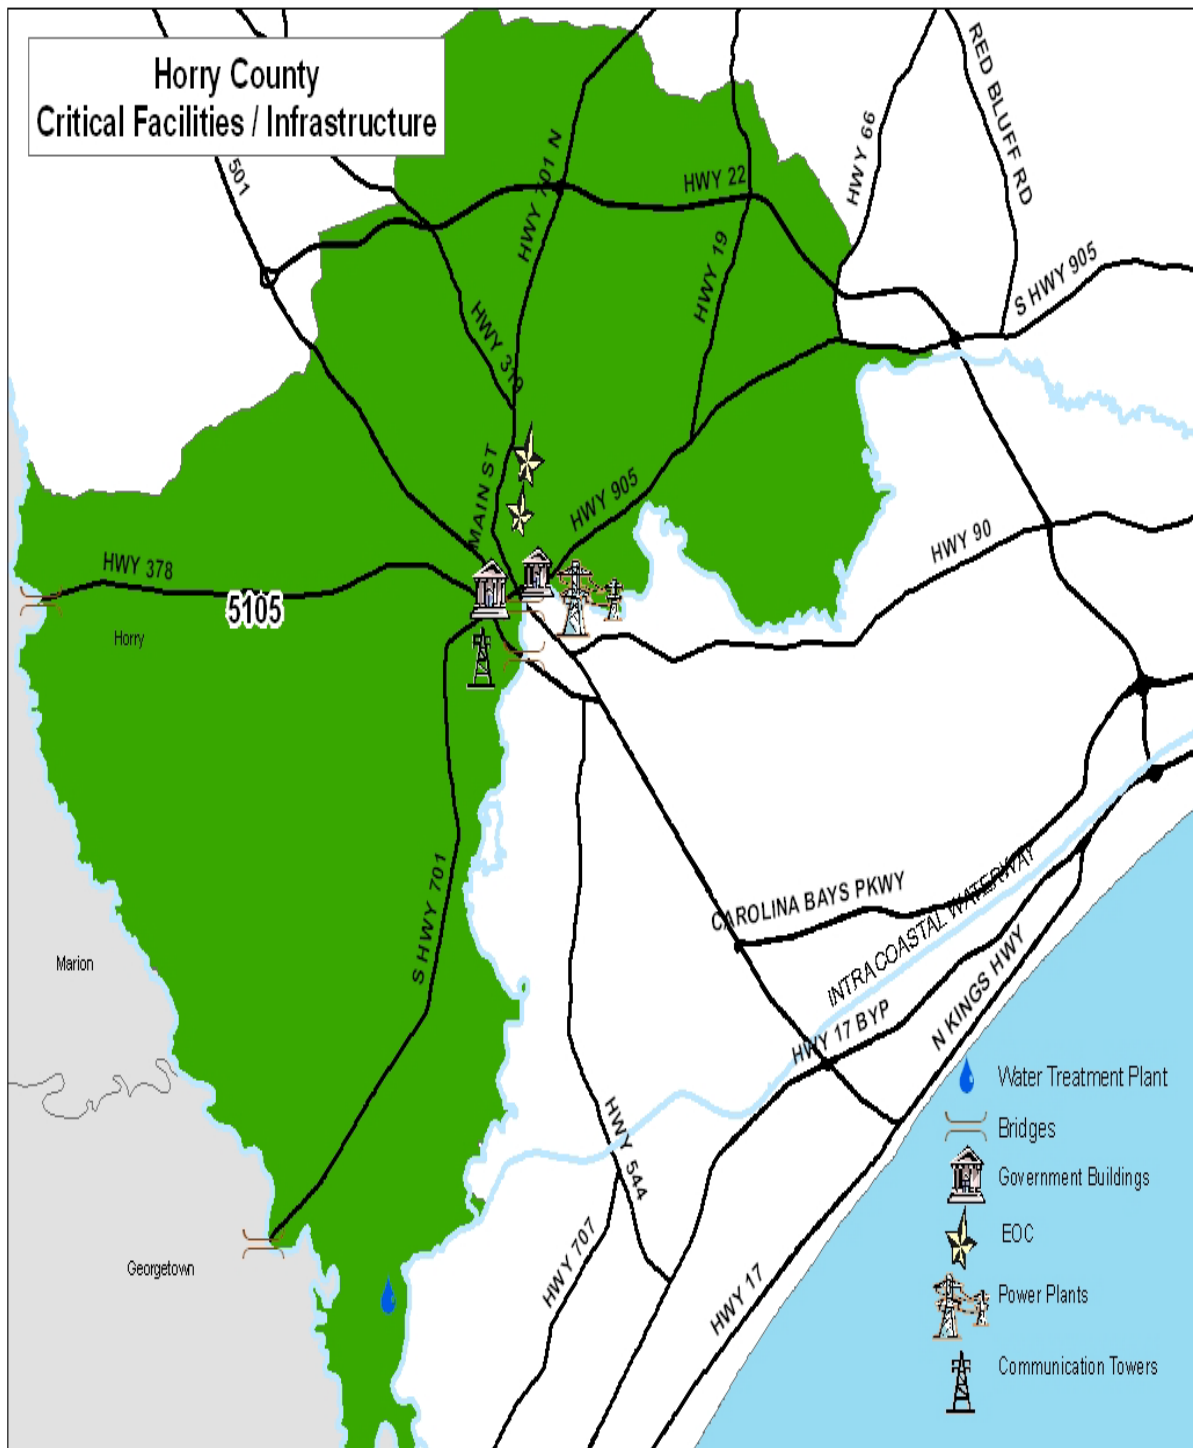 Horry County
Critical Facilities / Infrastructure
501
HWY 701 N
HWY 22
HWY 66
RED BLUFF RD
HWY 19
S HWY 905
HWY 378
MAIN ST
HWY 905
HWY 90
HWY 378
5105
Horry
S HWY 701
CAROLINA BAYS PKWY
INTRACOASTAL WATERWAY
Marion
HWY 17 BYP
N KINGS HWY
Water Treatment Plant
Bridges
HWY 544
Government Buildings
HWY 707
EOC
Georgetown
HWY 17
Power Plants
Communication Towers